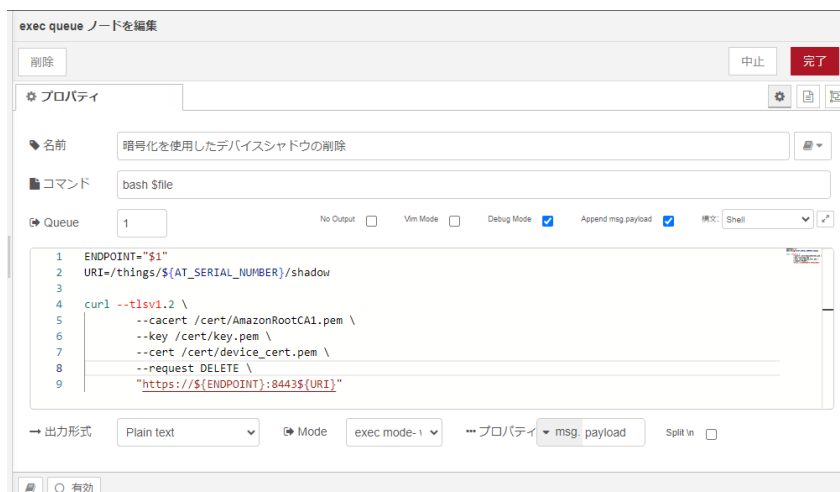 exec queue ノードを編集
削除
中止
完了
プロパティ
名前
暗号化を使用したデバイスシャドウの削除
コマンド
bash $file
Queue
1
No Output
Vim Mode
Debug Mode
Append msg.payload
構文:
Shell
1 ENDPOINT="$1"
2 URI=/things/${AT_SERIAL_NUMBER}/shadow
3
4 curl --tlsv1.2 \
5 --cacert /cert/AmazonRootCA1.pem \
6 --key /cert/key.pem \
7 --cert /cert/device_cert.pem \
8 --request DELETE \
9 "https://${ENDPOINT}:8443${URI}"
出力形式
Plain text
Mode
exec mode-
プロパティ
msg.
payload
Split \n
有効